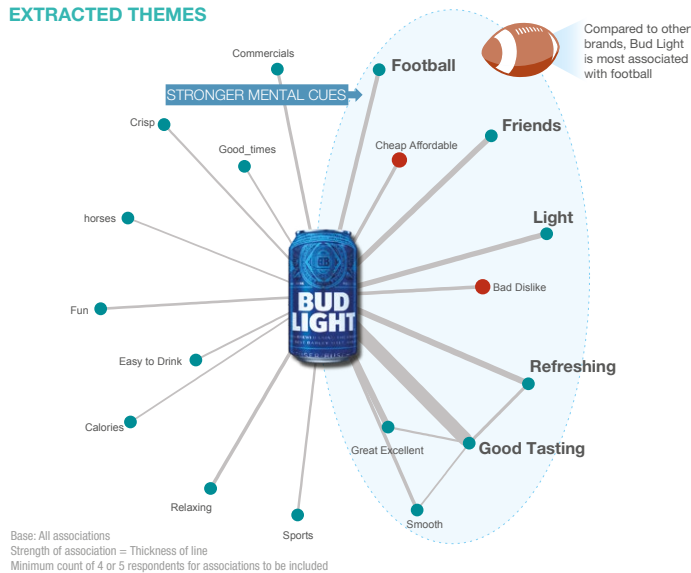 EXTRACTED THEMES
Compared to other
brands, Bud Light
is most associated
with football
Commercials
Football
STRONGER MENTAL CUES
Crisp
Friends
Good_times
Cheap Affordable
horses
Light
BUD
LIGHT
Bad Dislike
Fun
Easy to Drink
Refreshing
Calories
Great Excellent
Good Tasting
Relaxing
Smooth
Sports
Base: All associations
Strength of association = Thickness of line
Minimum count of 4 or 5 respondents for associations to be included